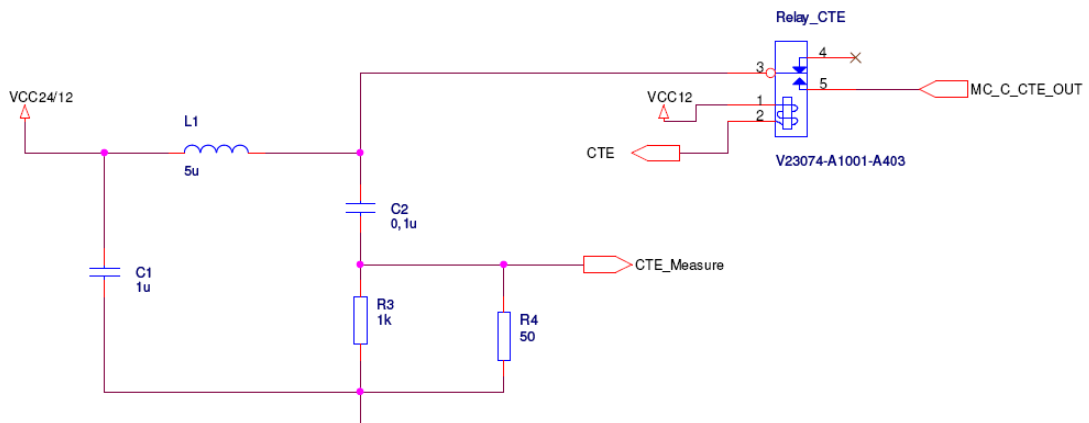 Relay_CTE
4
3
5
MC_C_CTE_OUT
VCC24/12
VCC12
1
2
L1
5u
CTE
V23074-A1001-A403
C2
0,1u
CTE_Measure
C1
1u
R3
1k
R4
50